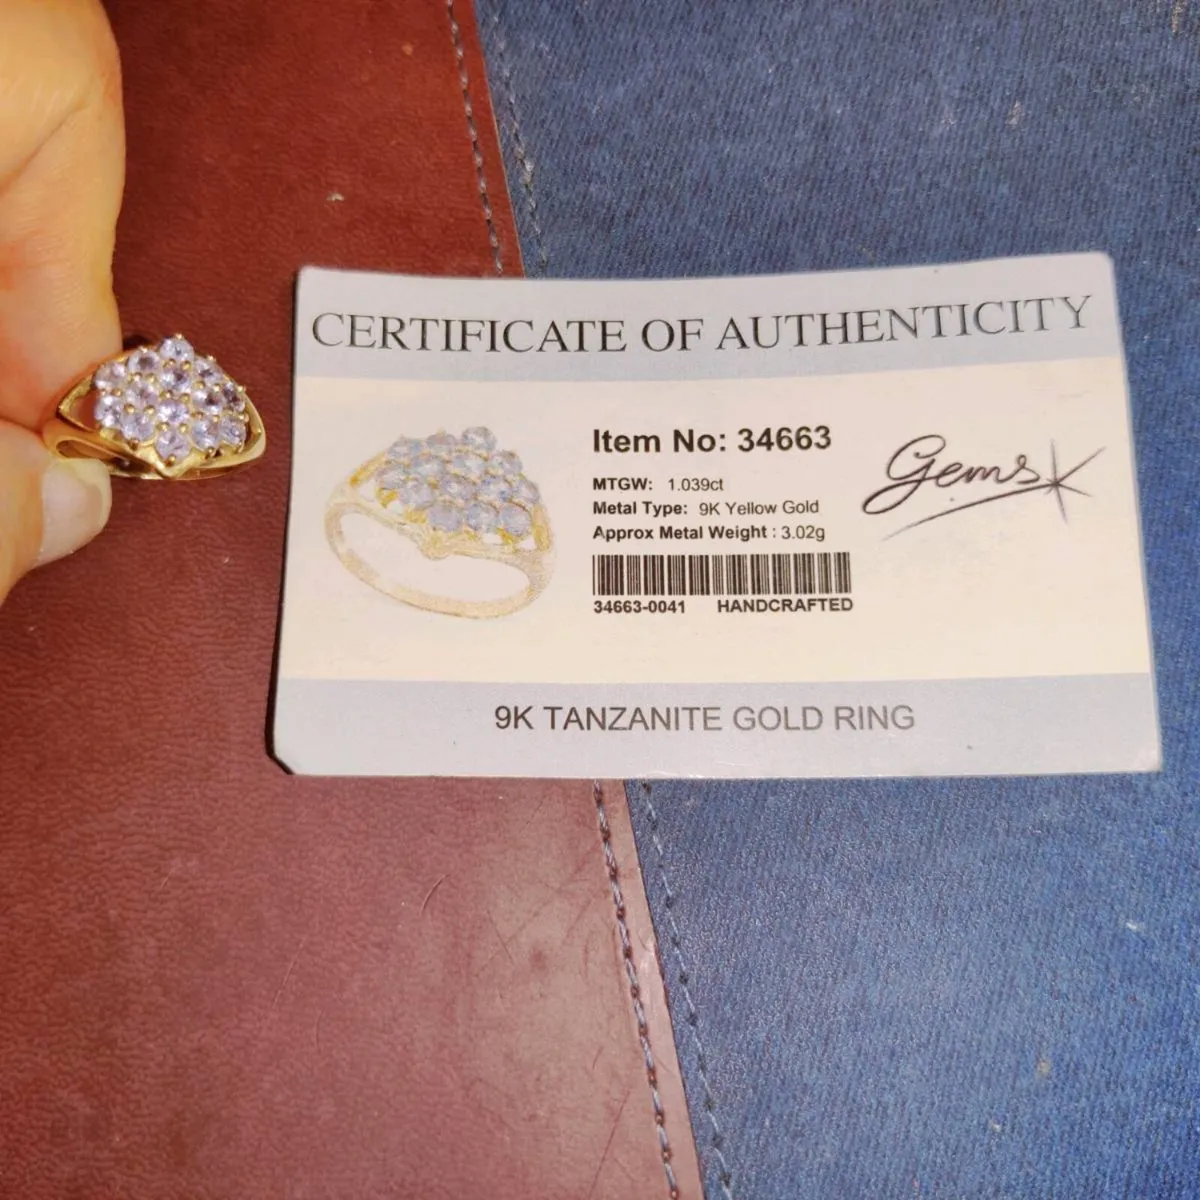 CERTIFICATE OF AUTHENTICITY
Item No: 34663
MTGW: 1.039ct
Metal Type: 9K Yellow Gold
Approx Metal Weight : 3.02g
34663-0041 HANDCRAFTED
Gems
9K TANZANITE GOLD RING